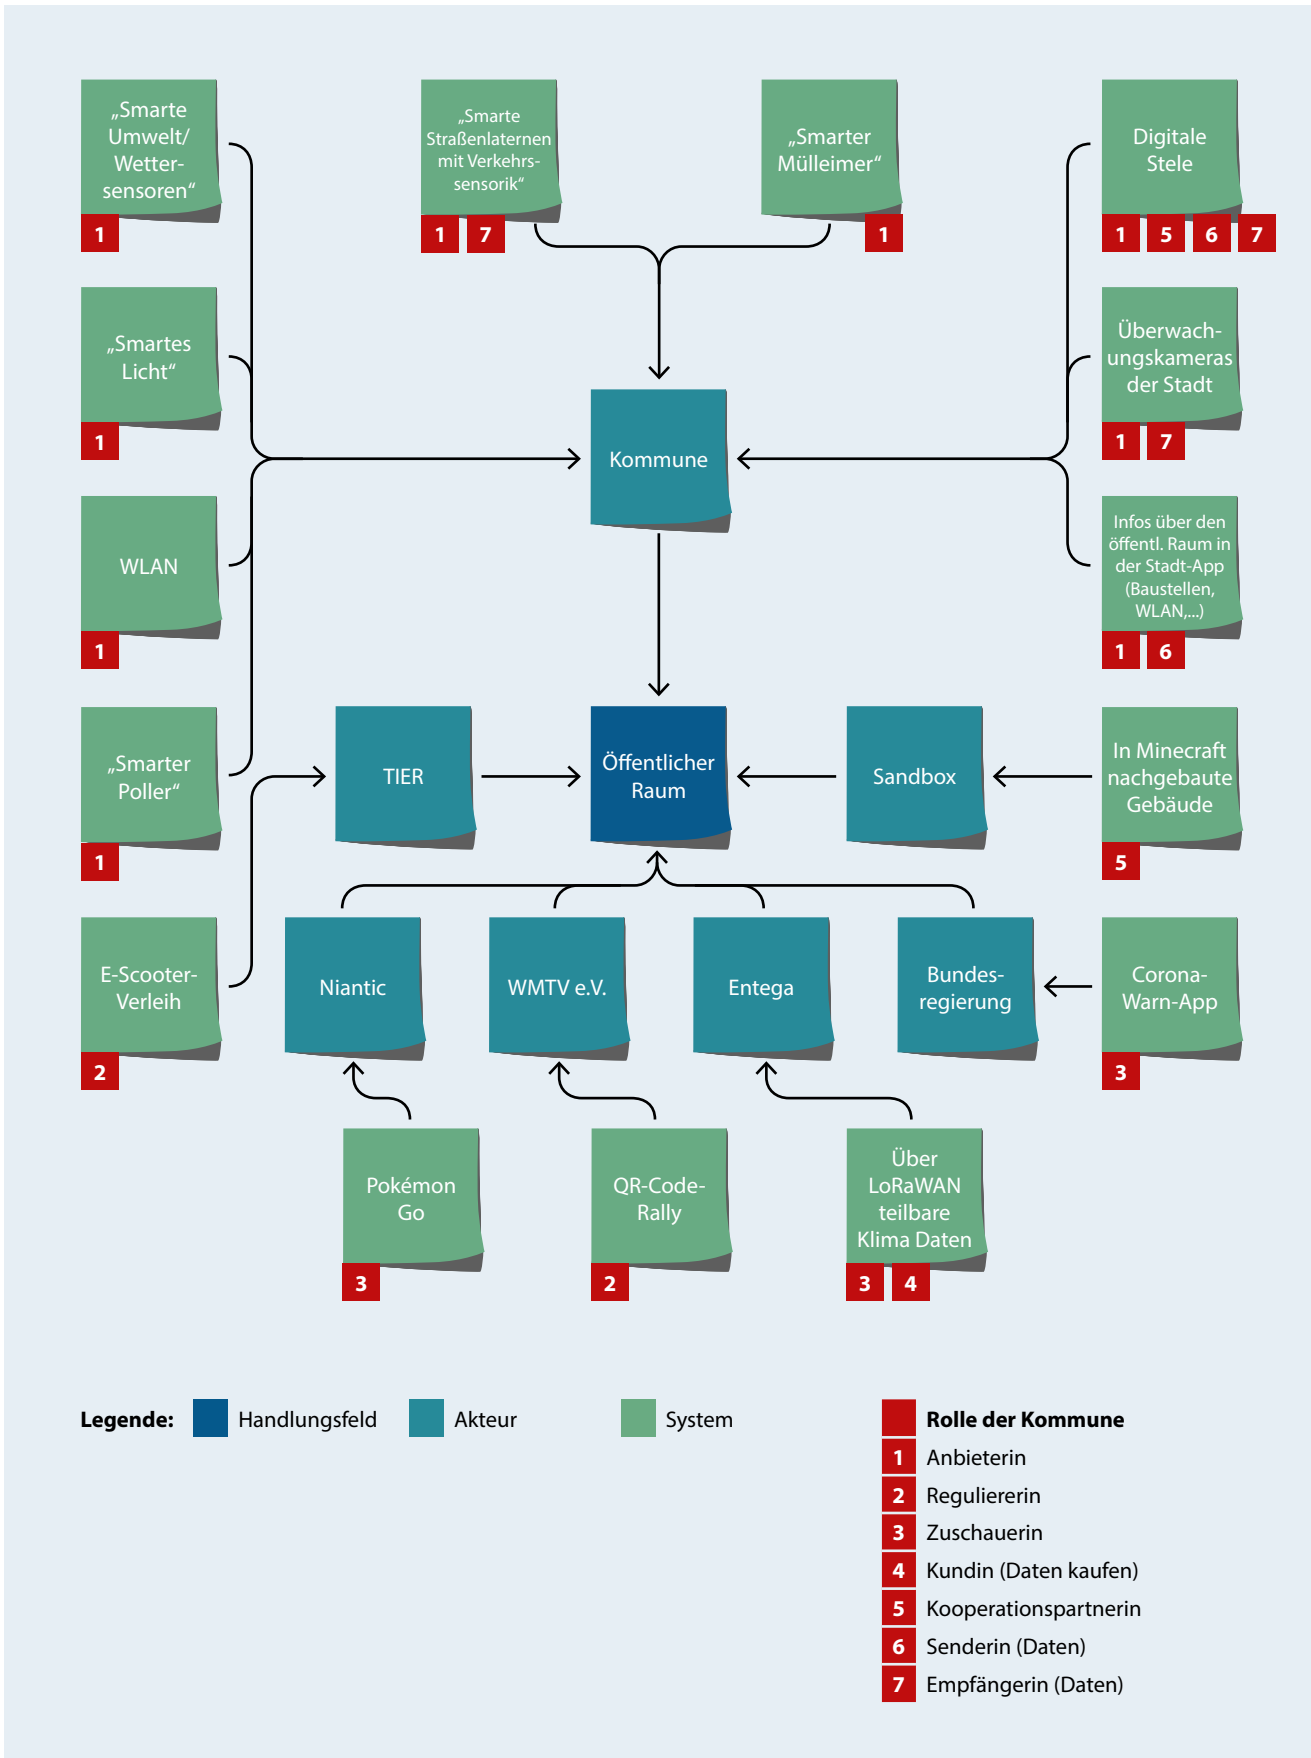 „Smarte
Umwelt/
Wetter-
sensoren“
1
„Smarte
Straßenlaternen
mit Verkehrs-
sensorik“
1 7
„Smarter
Mülleimer“
1
Digitale
Stele
1 5 6 7
„Smartes
Licht“
1
Überwach-
ungskameras
der Stadt
1 7
Kommune
WLAN
1
Infos über den
öffentl. Raum in
der Stadt-App
(Baustellen,
WLAN,...)
1 6
„Smarter
Poller“
1
TIER
Öffentlicher
Raum
Sandbox
In Minecraft
nachgebaute
Gebäude
5
E-Scooter-
Verleih
2
Niantic
WMTV e.V.
Entega
Bundes-
regierung
Corona-
Warn-App
3
Pokémon
Go
3
QR-Code-
Rally
2
Über
LoRaWAN
teilbare
Klima Daten
3 4
Legende: Handlungsfeld Akteur System
Rolle der Kommune
1 Anbieterin
2 Reguliererin
3 Zuschauerin
4 Kundin (Daten kaufen)
5 Kooperationspartnerin
6 Senderin (Daten)
7 Empfängerin (Daten)